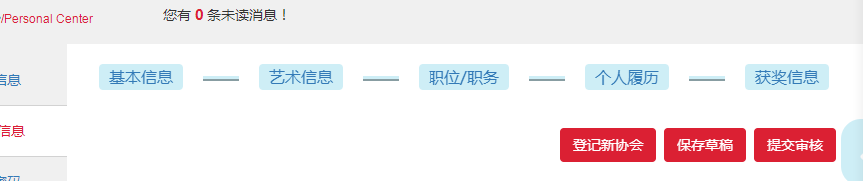 /Personal Center
您有 0 条未读消息！
基本信息 艺术信息 职位/职务 个人履历 获奖信息
信息
信息
登记新协会 保存草稿 提交审核
密码